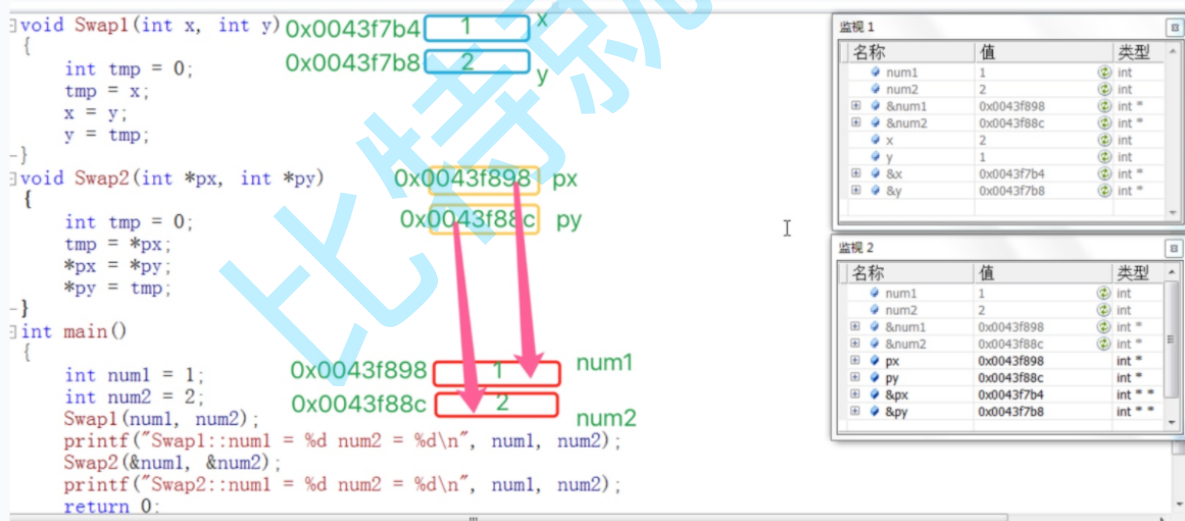 void Swap1(int x, int y) 0x0043f7b4 1 x
{ 0x0043f7b8 2 y
int tmp = 0;
tmp = x;
x = y;
y = tmp;
}
void Swap2(int *px, int *py) 0x0043f898 px
{
0x0043f88c py
int tmp = 0;
tmp = *px;
*px = *py;
*py = tmp;
}
int main()
{
int num1 = 1; 0x0043f898 1 num1
int num2 = 2; 0x0043f88c 2 num2
Swap1(num1, num2);
printf("Swap1::num1 = %d num2 = %d\n", num1, num2);
Swap2(&num1, &num2);
printf("Swap2::num1 = %d num2 = %d\n", num1, num2);
return 0;
监视 1
名称 值 类型
num1 1 int
num2 2 int
&num1 0x0043f898 int *
&num2 0x0043f88c int *
x 2 int
y 1 int
&x 0x0043f7b4 int *
&y 0x0043f7b8 int *
监视 2
名称 值 类型
num1 1 int
num2 2 int
&num1 0x0043f898 int *
&num2 0x0043f88c int *
px 0x0043f898 int *
py 0x0043f88c int *
&px 0x0043f7b4 int * *
&py 0x0043f7b8 int * *
比特就